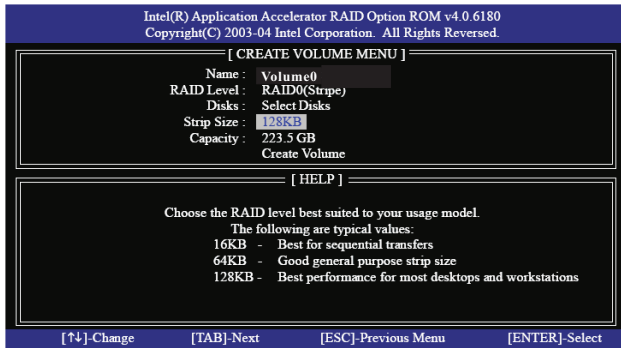 Intel(R) Application Accelerator RAID Option ROM v4.0.6180
Copyright(C) 2003-04 Intel Corporation. All Rights Reversed.
[ CREATE VOLUME MENU ]
Name : Volume0
RAID Level : RAID0(Stripe)
Disks : Select Disks
Strip Size : 128KB
Capacity : 223.5 GB
Create Volume
[ HELP ]
Choose the RAID level best suited to your usage model.
The following are typical values:
16KB - Best for sequential transfers
64KB - Good general purpose strip size
128KB - Best performance for most desktops and workstations
[↑↓]-Change [TAB]-Next [ESC]-Previous Menu [ENTER]-Select